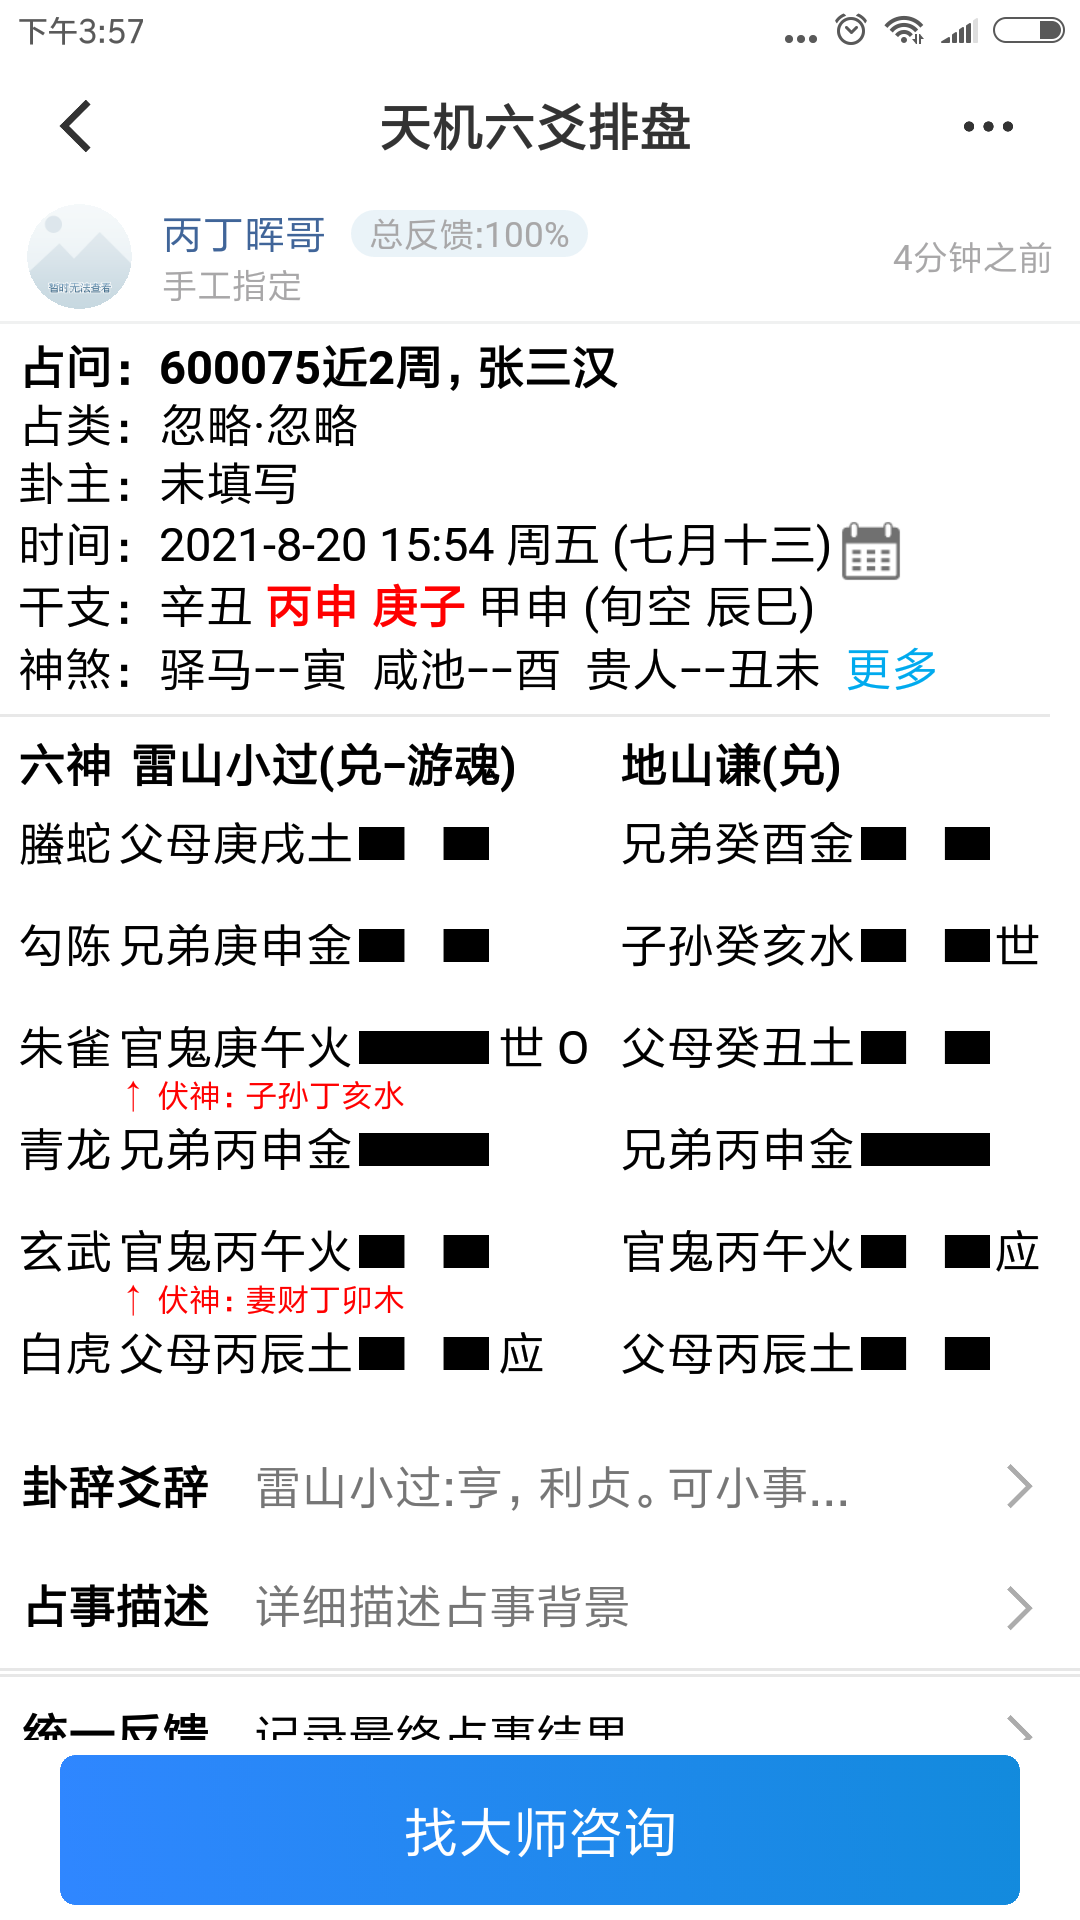 下午3:57
天机六爻排盘
丙丁晖哥 总反馈:100%
4分钟之前
手工指定
暂时无法查看
占问：600075近2周，张三汉
占类：忽略·忽略
卦主：未填写
时间：2021-8-20 15:54 周五 (七月十三)
干支：辛丑 丙申 庚子 甲申 (旬空 辰巳)
神煞：驿马--寅 咸池--酉 贵人--丑未 更多
六神 雷山小过(兑-游魂) 地山谦(兑)
螣蛇 父母庚戌土 兄弟癸酉金
勾陈 兄弟庚申金 子孙癸亥水 世
朱雀 官鬼庚午火 世 O 父母癸丑土
↑ 伏神：子孙丁亥水
青龙 兄弟丙申金 兄弟丙申金
玄武 官鬼丙午火 官鬼丙午火 应
↑ 伏神：妻财丁卯木
白虎 父母丙辰土 应 父母丙辰土
卦辞爻辞 雷山小过:亨，利贞。可小事...
占事描述 详细描述占事背景
统一反馈 记录最终占事结果
找大师咨询